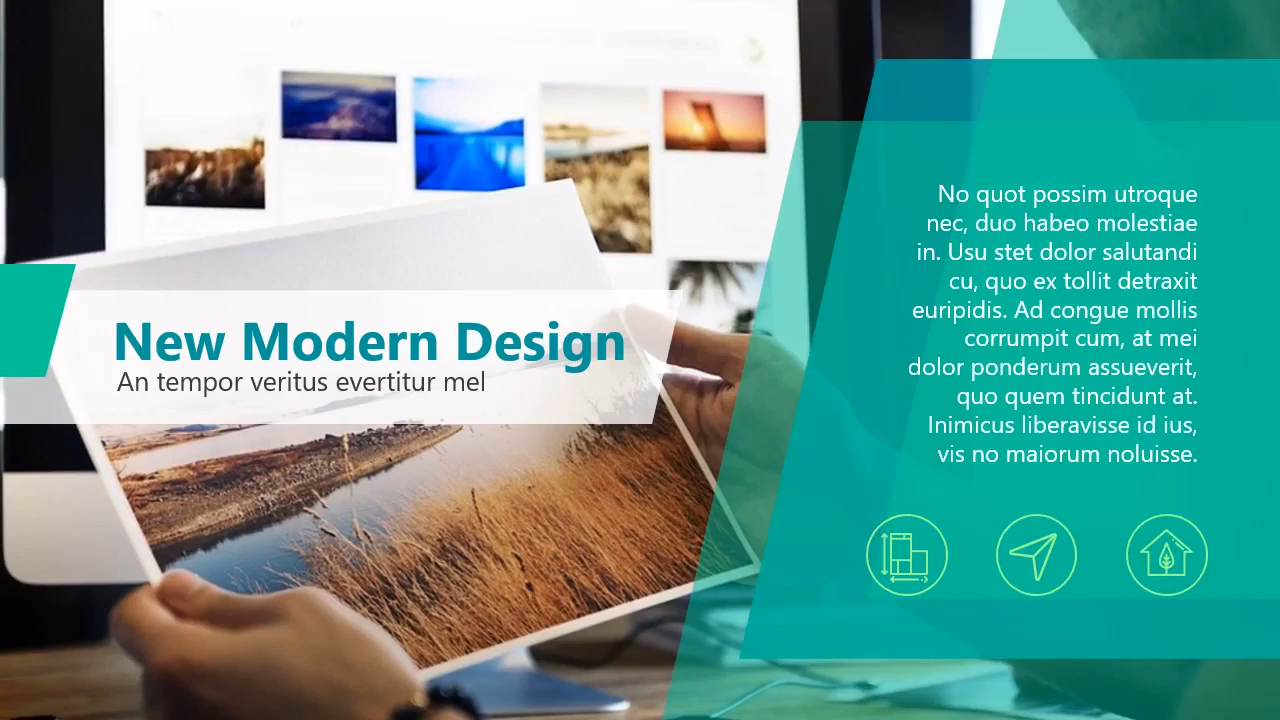 New Modern Design
An tempor veritus evertitur mel
No quot possim utroque
nec, duo habeo molestiae
in. Usu stet dolor salutandi
cu, quo ex tollit detraxit
euripidis. Ad congue mollis
corrumpit cum, at mei
dolor ponderum assueverit,
quo quem tincidunt at.
Inimicus liberavisse id ius,
vis no maiorum noluisse.